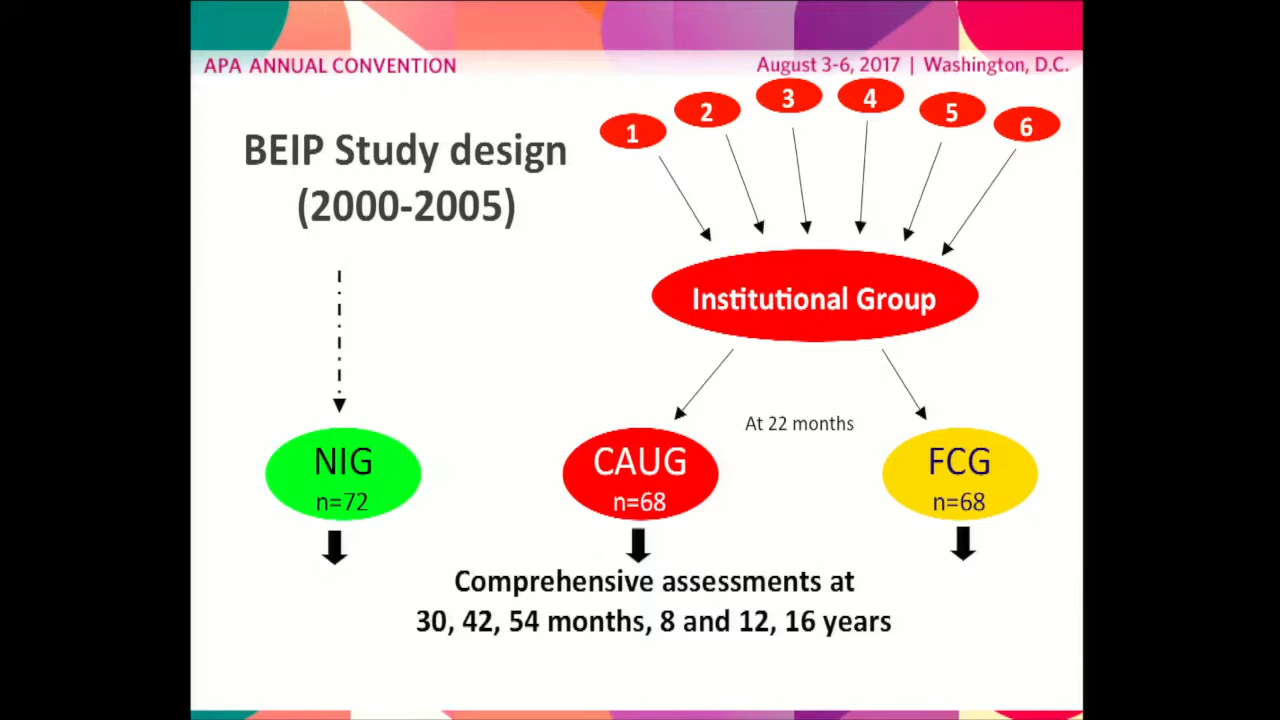 APA ANNUAL CONVENTION
August 3-6, 2017 | Washington, D.C.
1
2
3
4
5
6
BEIP Study design
(2000-2005)
Institutional Group
At 22 months
NIG
n=72
CAUG
n=68
FCG
n=68
Comprehensive assessments at
30, 42, 54 months, 8 and 12, 16 years